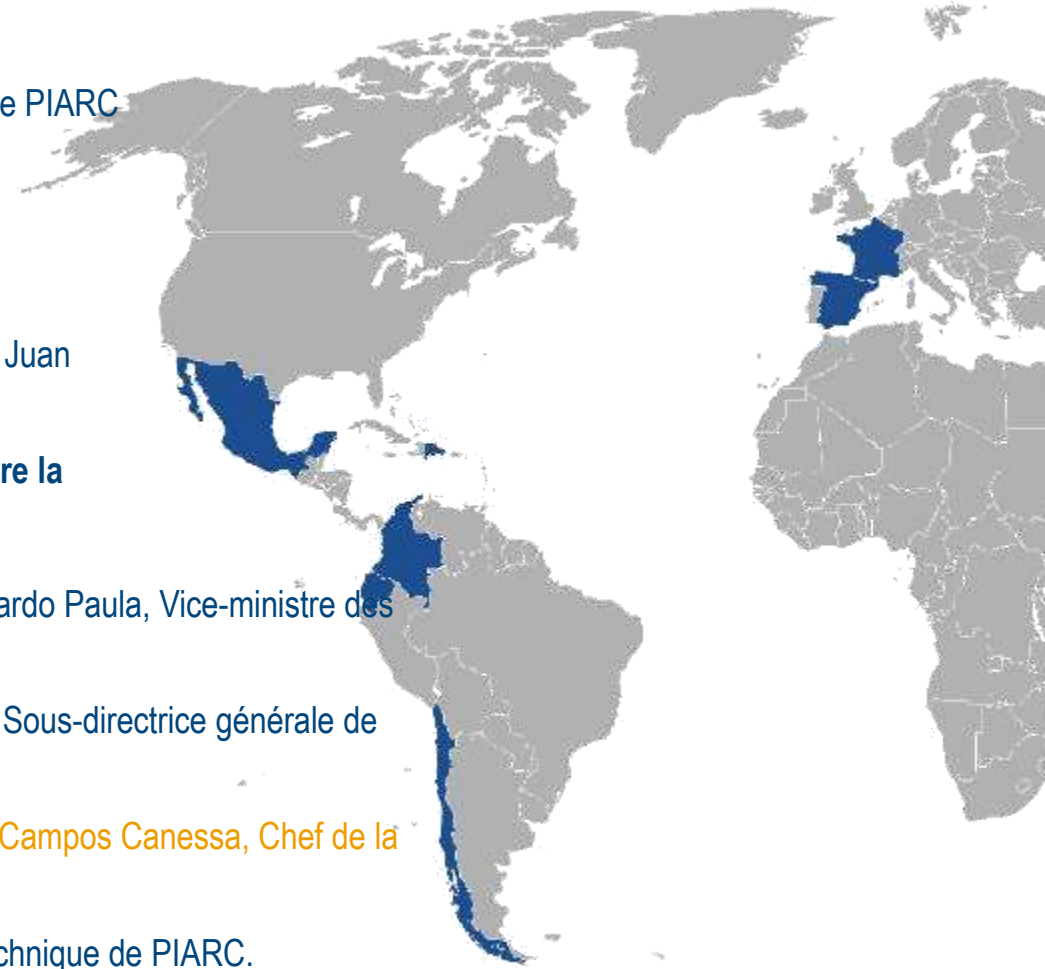 e PIARC
Juan
re la
ardo Paula, Vice-ministre des
Sous-directrice générale de
Campos Canessa, Chef de la
chnique de PIARC.